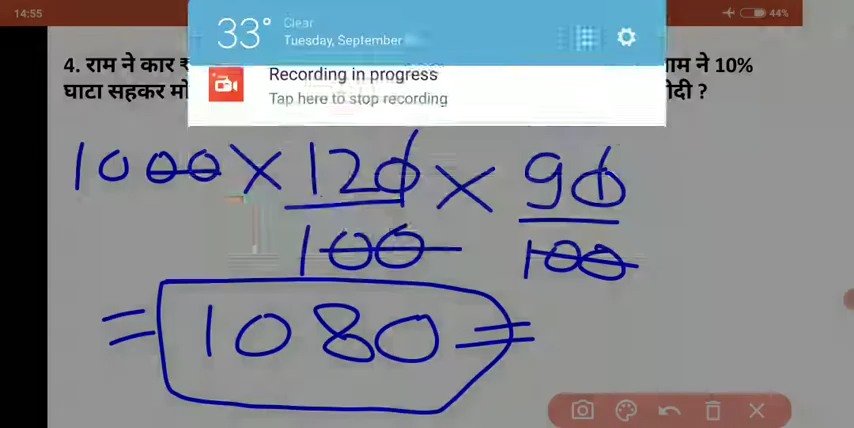 14:55
44%
33° Clear
Tuesday, September
Recording in progress
Tap here to stop recording
4. राम ने कार ₹ ाम ने 10%
घाटा सहकर मो ोदी ?
1000 × 120 × 90
100 100
= 1080 =